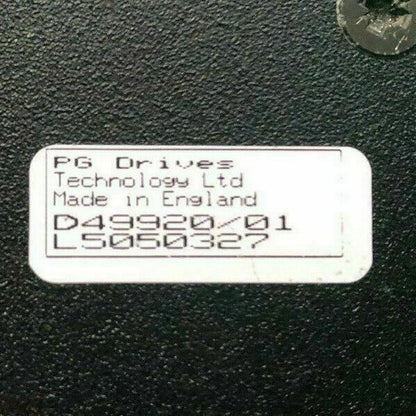 PG Drives
Technology Ltd
Made in England
D49920/01
L5050327